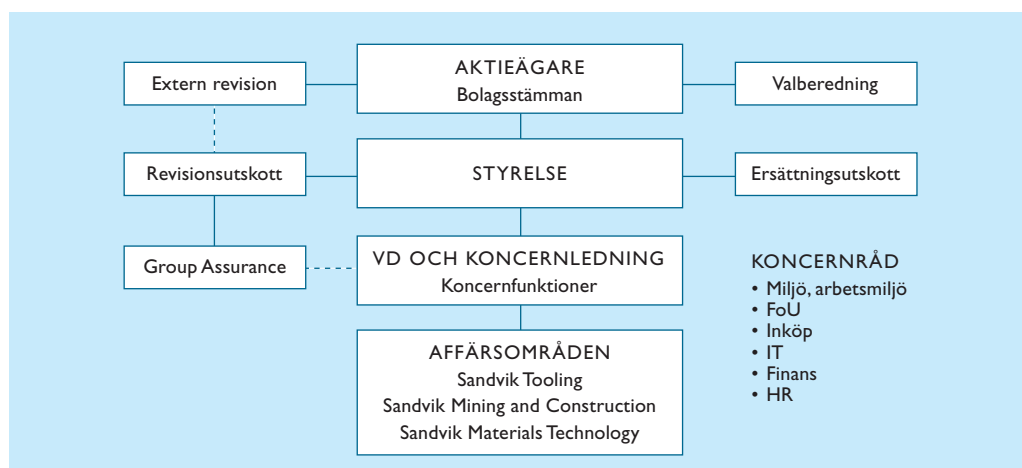 Extern revision
AKTIEÄGARE
Bolagsstämman
Valberedning
Revisionsutskott
STYRELSE
Ersättningsutskott
Group Assurance
VD OCH KONCERNLEDNING
Koncernfunktioner
KONCERNRÅD
• Miljö, arbetsmiljö
• FoU
• Inköp
• IT
• Finans
• HR
AFFÄRSOMRÅDEN
Sandvik Tooling
Sandvik Mining and Construction
Sandvik Materials Technology